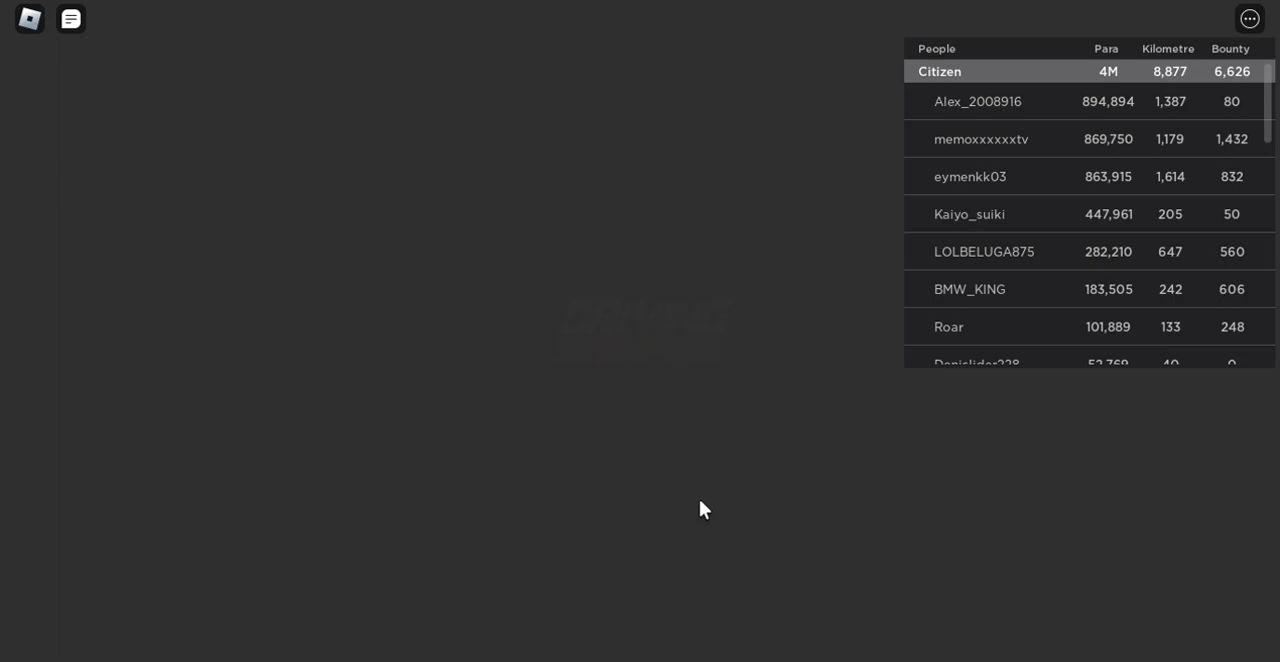 People Para Kilometre Bounty
Citizen 4M 8,877 6,626
Alex_2008916 894,894 1,387 80
memoxxxxxtv 869,750 1,179 1,432
eymenkk03 863,915 1,614 832
Kaiyo_suiki 447,961 205 50
LOLBELUGA875 282,210 647 560
BMW_KING 183,505 242 606
Roar 101,889 133 248
DRIVING